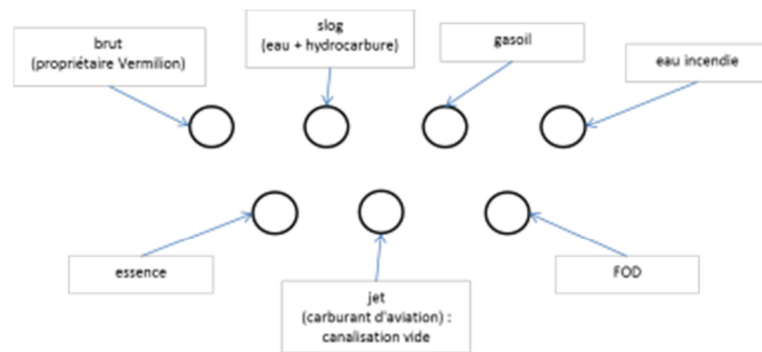 brut
(propriétaire Vermilion)
slog
(eau + hydrocarbure)
gasoil
eau incendie
essence
jet
(carburant d'aviation) :
canalisation vide
FOD